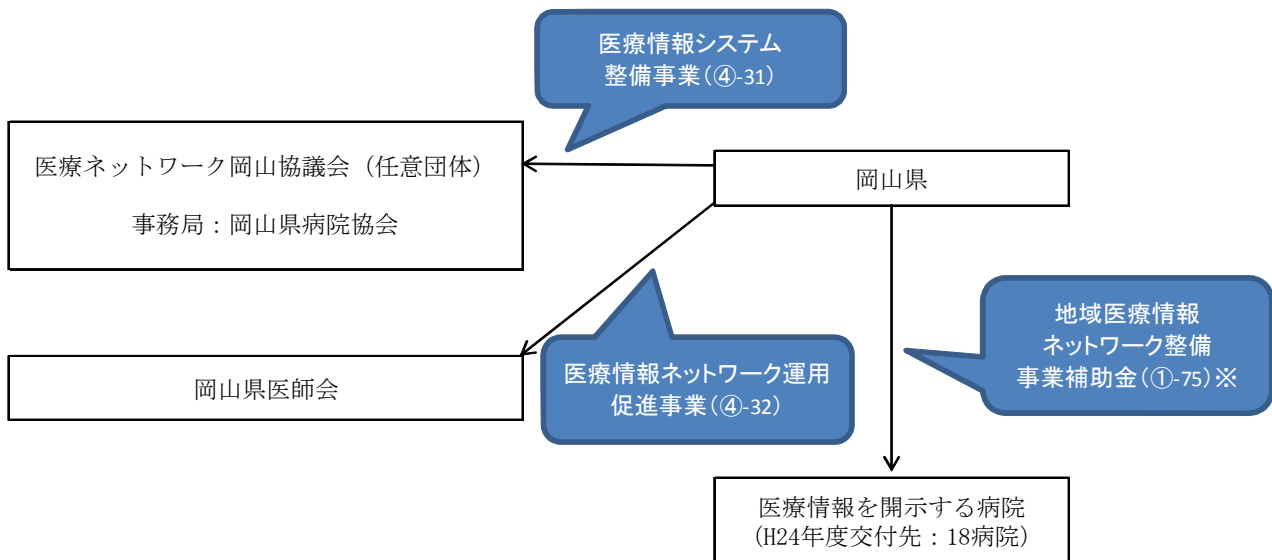 医療情報システム
整備事業(④-31)
医療ネットワーク岡山協議会（任意団体）
事務局：岡山県病院協会
岡山県
地域医療情報
ネットワーク整備
事業補助金(①-75)※
医療情報ネットワーク運用
促進事業(④-32)
岡山県医師会
医療情報を開示する病院
（H24年度交付先：18病院）